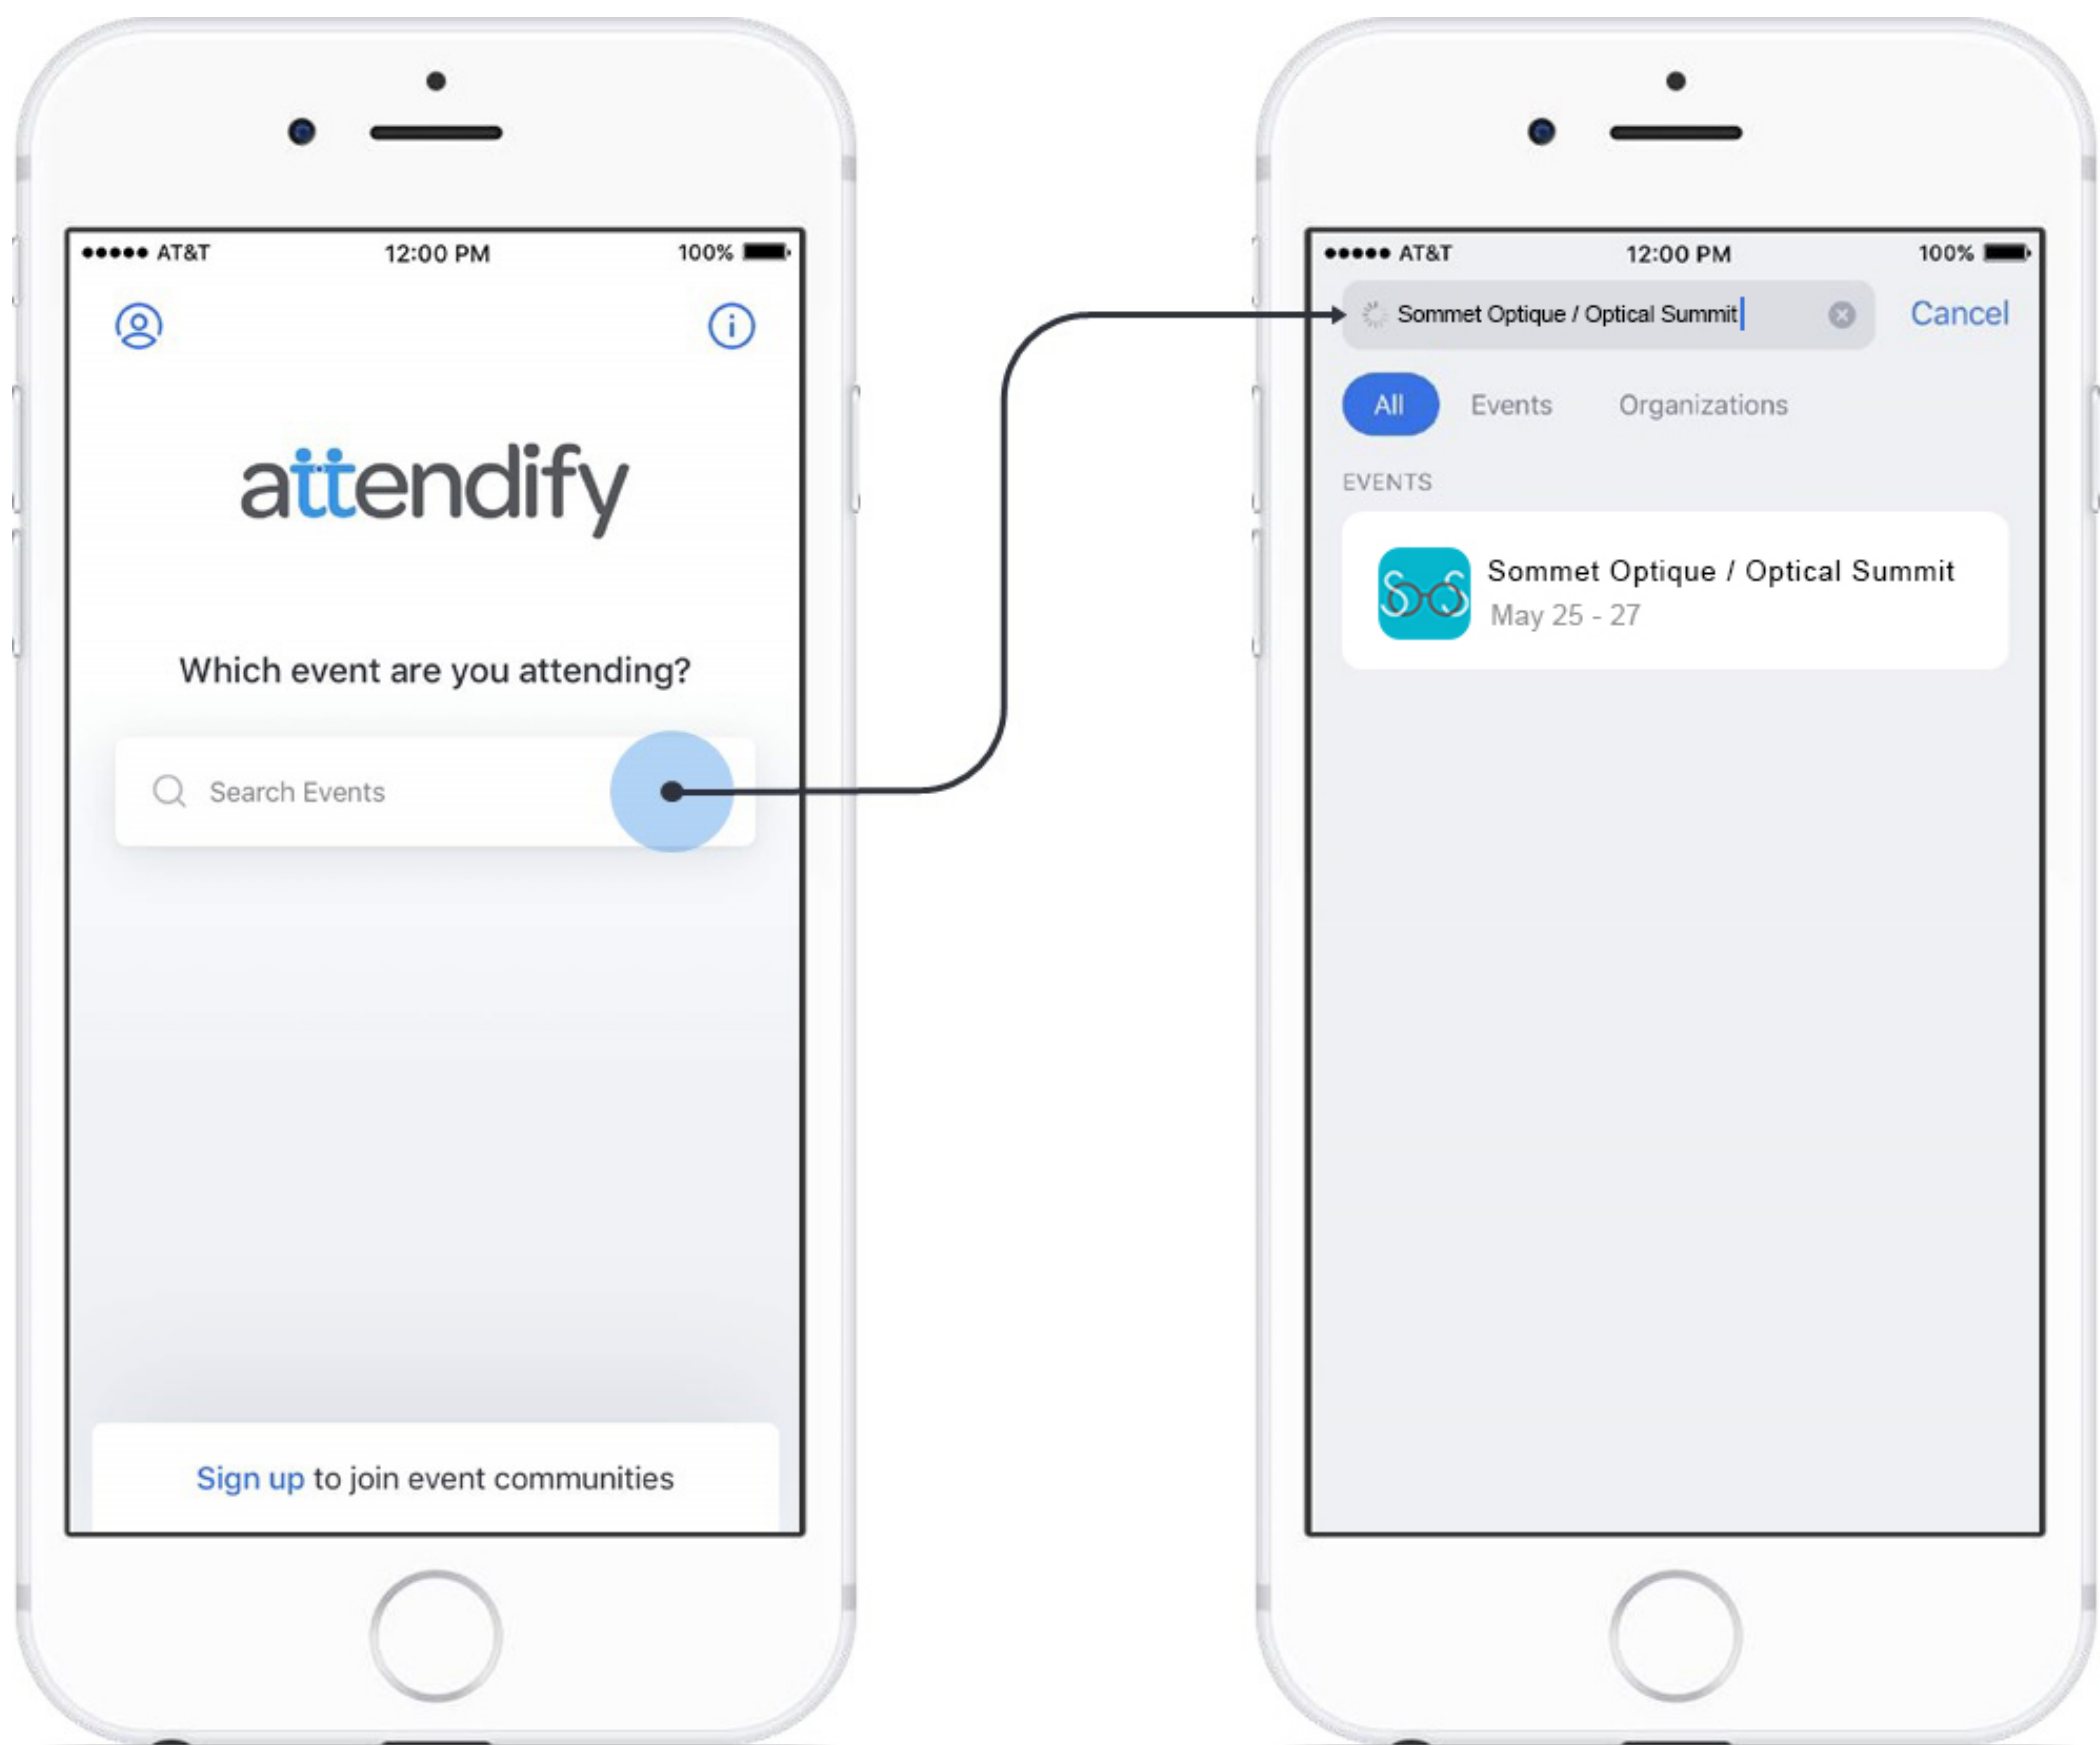 AT&T 12:00 PM 100%
attendify
Which event are you attending?
Search Events
Sign up to join event communities
AT&T 12:00 PM 100%
Sommet Optique / Optical Summit
Cancel
All Events Organizations
EVENTS
SOS
Sommet Optique / Optical Summit
May 25 - 27